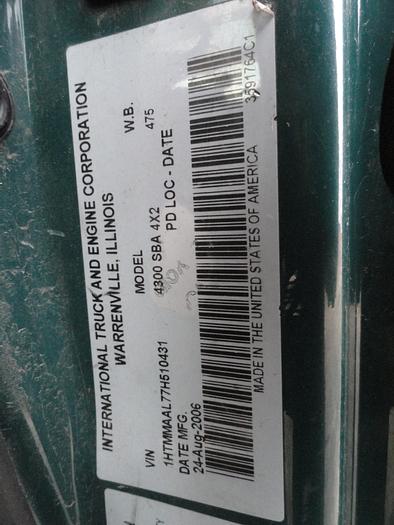 INTERNATIONAL TRUCK AND ENGINE CORPORATION
WARRENVILLE, ILLINOIS
MODEL W.B.
4300 SBA 4X2 475
PD LOC - DATE
VIN
1HTMMAAL77H510431
DATE MFG.
24-Aug-2006
MADE IN THE UNITED STATES OF AMERICA
3591764C1